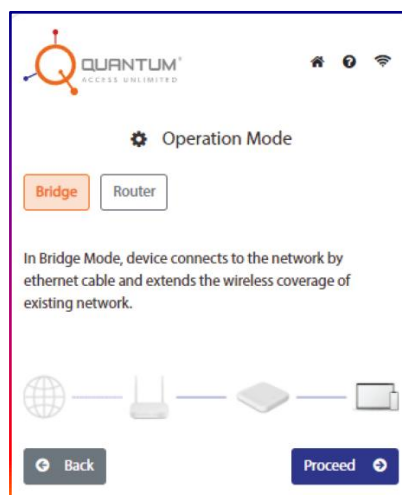 QUANTUM
ACCESS UNLIMITED
Operation Mode
Bridge
Router
In Bridge Mode, device connects to the network by
ethernet cable and extends the wireless coverage of
existing network.
Back
Proceed